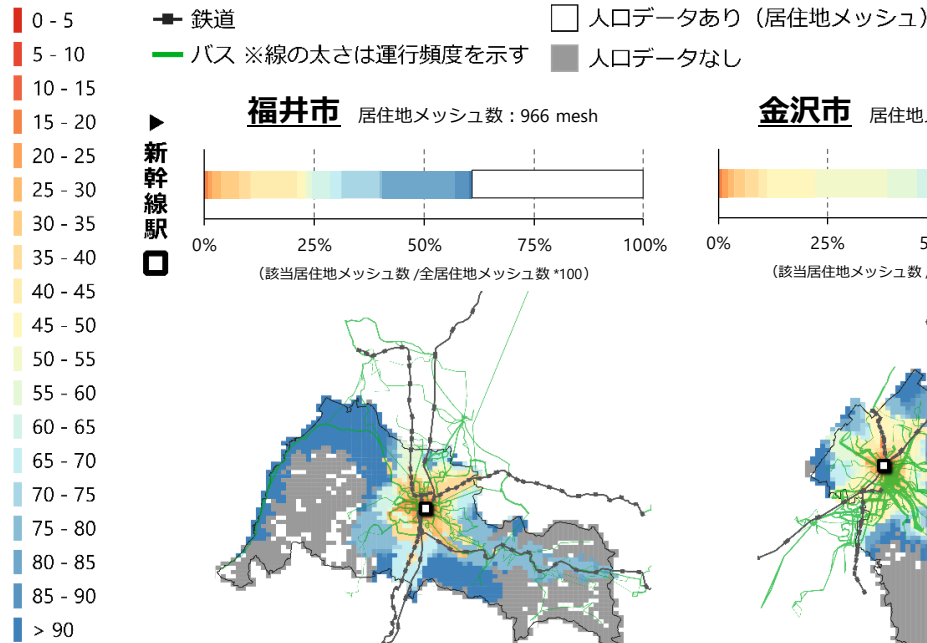 0 - 5
5 - 10
10 - 15
15 - 20
20 - 25
25 - 30
30 - 35
35 - 40
40 - 45
45 - 50
50 - 55
55 - 60
60 - 65
65 - 70
70 - 75
75 - 80
80 - 85
85 - 90
> 90
鉄道
バス ※線の太さは運行頻度を示す
人口データあり（居住地メッシュ）
人口データなし
▶新幹線駅
福井市 居住地メッシュ数：966 mesh
0% 25% 50% 75% 100%
（該当居住地メッシュ数 /全居住地メッシュ数 *100）
金沢市 居住地
0% 25% 5
（該当居住地メッシュ数 /